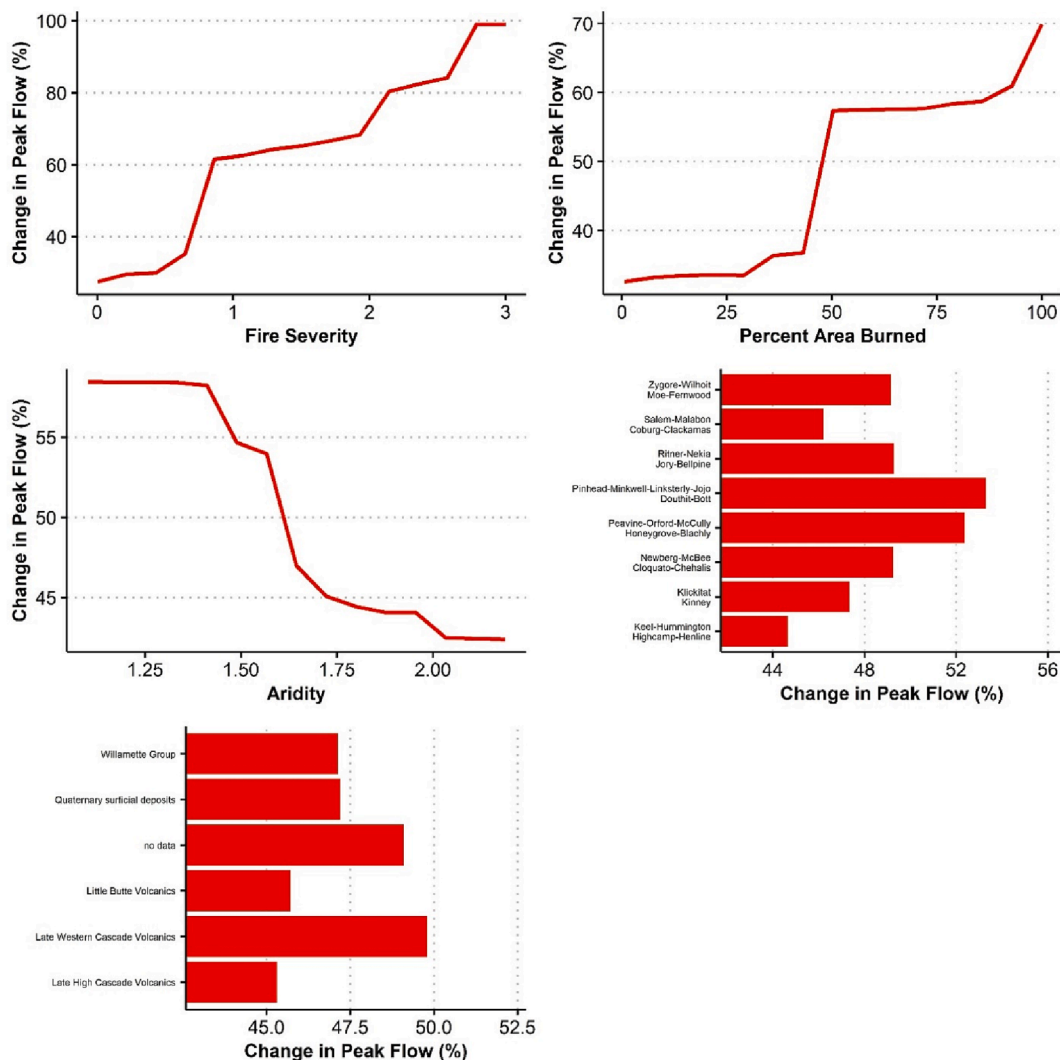 Change in Peak Flow (%)
100
80
60
40
0
1
2
3
Fire Severity
Change in Peak Flow (%)
70
60
50
40
0
25
50
75
100
Percent Area Burned
Change in Peak Flow (%)
55
50
45
1.25
1.50
1.75
2.00
Aridity
Zygore-Wilhoit
Moe-Fernwood
Salem-Malabon
Coburg-Clackamas
Ritner-Nekia
Jory-Bellpine
Pinhead-Minkwell-Linksterly-Jojo
Douthit-Bott
Peavine-Orford-McCully
Honeygrove-Blachly
Newberg-McBee
Cloquato-Chehalis
Klickitat
Kinney
Keel-Hummington
Highcamp-Henline
44
48
52
56
Change in Peak Flow (%)
Willamette Group
Quaternary surficial deposits
no data
Little Butte Volcanics
Late Western Cascade Volcanics
Late High Cascade Volcanics
45.0
47.5
50.0
52.5
Change in Peak Flow (%)